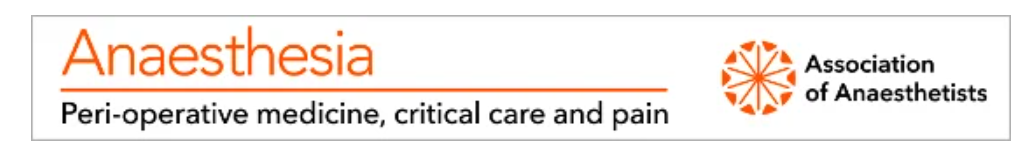 Anaesthesia
Peri-operative medicine, critical care and pain
Association
of Anaesthetists